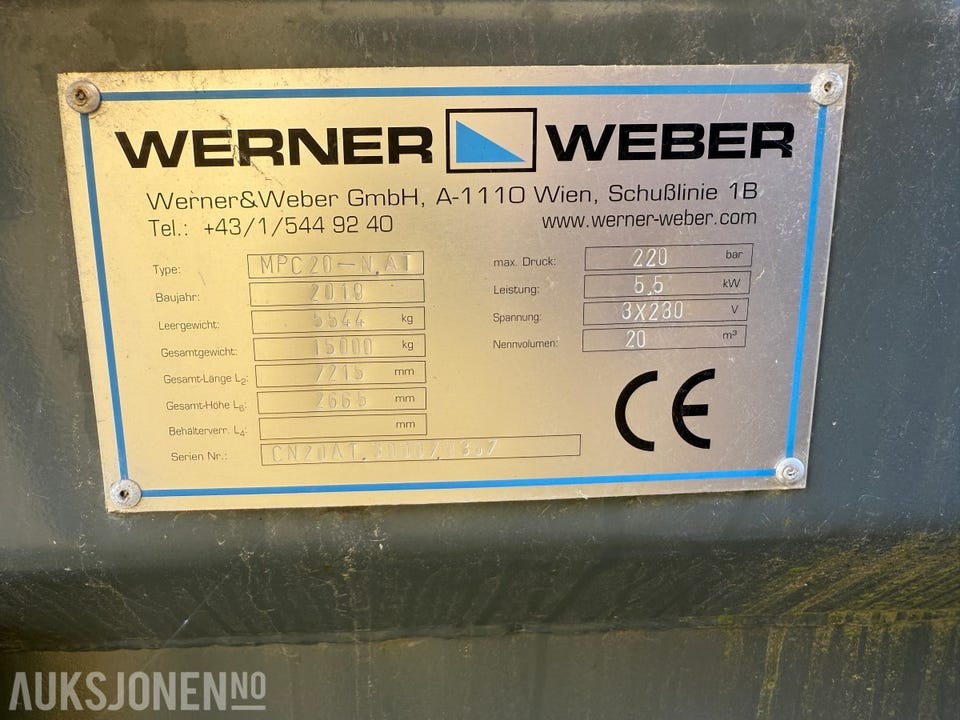 WERNER WEBER
Werner&Weber GmbH, A-1110 Wien, Schußlinie 1B
Tel.: +43/1/544 92 40 www.werner-weber.com
Type: MPC20-N.AT max. Druck: 220 bar
Baujahr: 2019 Leistung: 5,5 kW
Leergewicht: 5544 kg Spannung: 3X230 V
Gesamtgewicht: 15000 kg Nennvolumen: 20 m³
Gesamt-Länge L2: 7215 mm
Gesamt-Höhe L6: 2665 mm
Behälterverr. L4: mm
Serien Nr.:
CE
AUKSJONEN NO